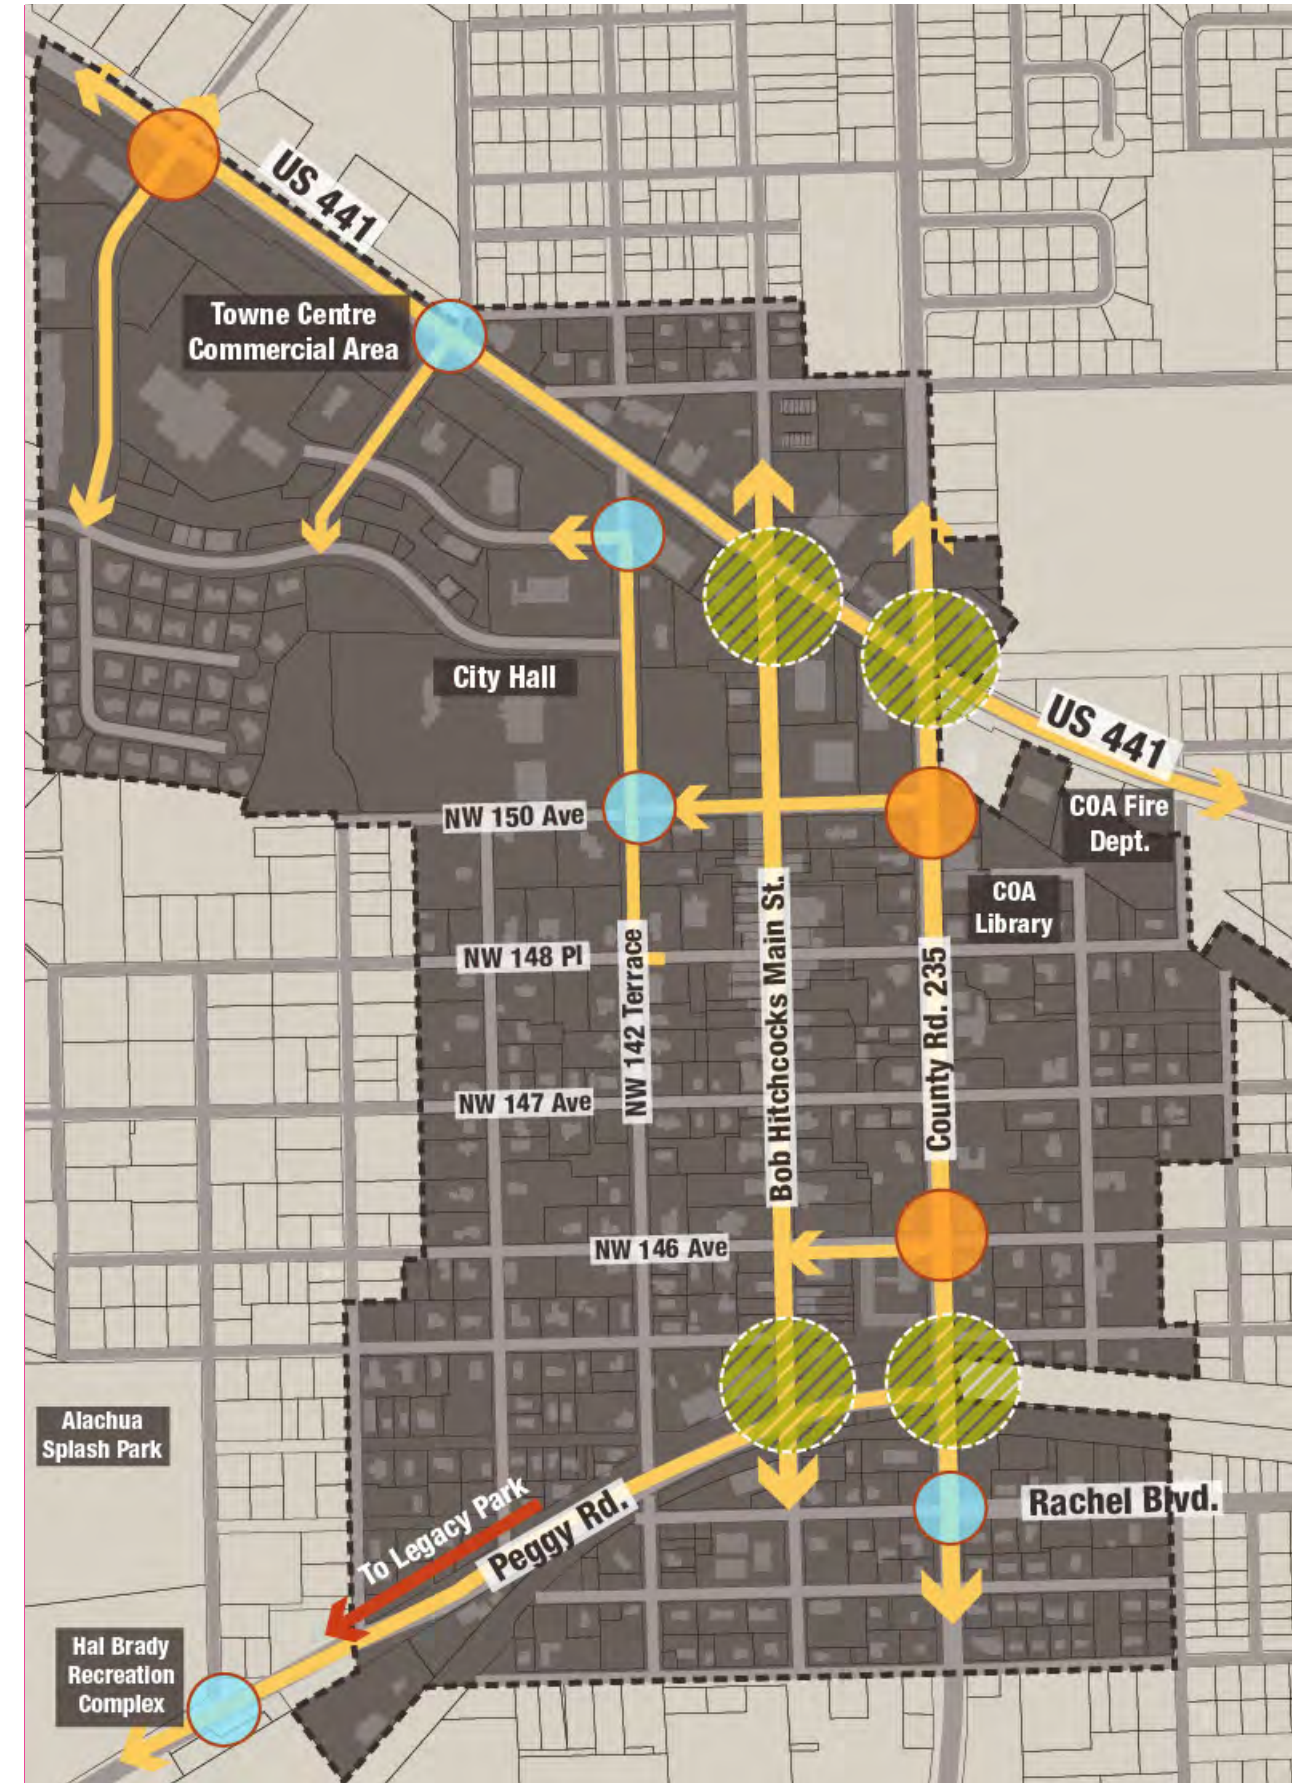 US 441
Towne Centre
Commercial Area
City Hall
US 441
COA Fire
Dept.
NW 150 Ave
COA
Library
NW 148 Pl
NW 142 Terrace
Bob Hitchcocks Main St.
County Rd. 235
NW 147 Ave
NW 146 Ave
Alachua
Splash Park
To Legacy Park
Peggy Rd.
Rachel Blvd.
Hal Brady
Recreation
Complex